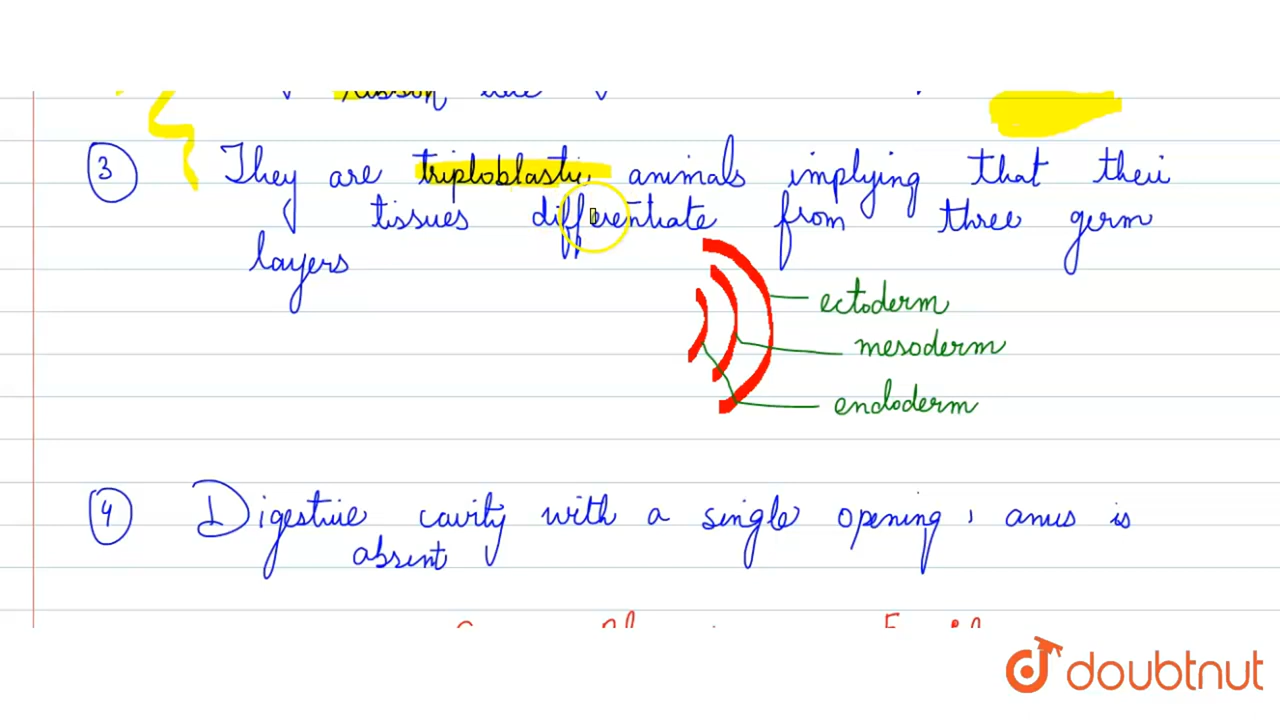 ③ They are triploblastic animals implying that their
tissues differentiate from three germ
layers
ectoderm
mesoderm
endoderm
④ Digestive cavity with a single opening, anus is
absent
doubtnut